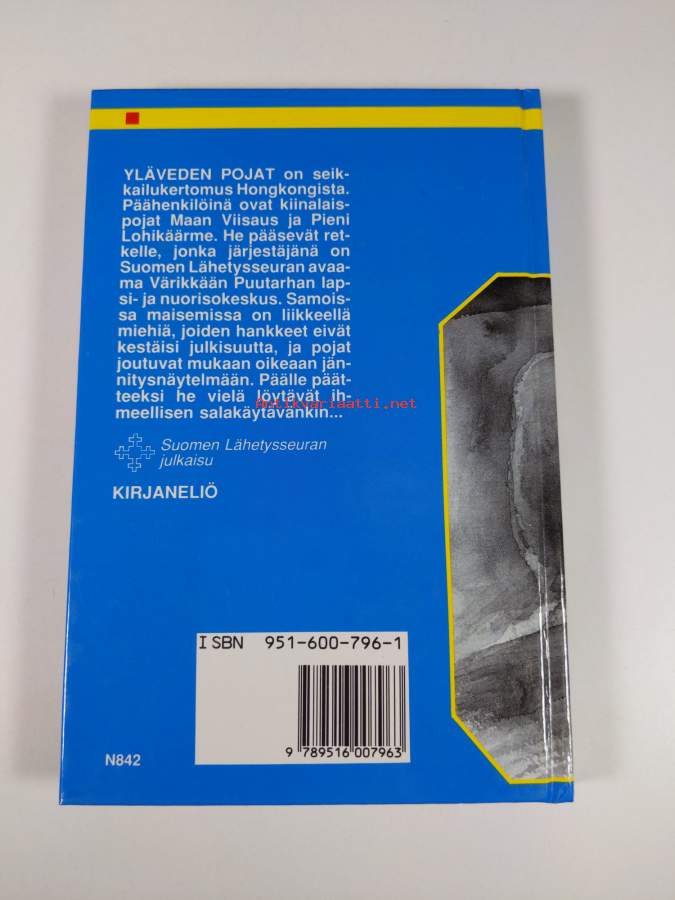 YLÄVEDEN POJAT on seik-
kailukertomus Hongkongista.
Päähenkilöinä ovat kiinalais-
pojat Maan Viisaus ja Pieni
Lohikäärme. He pääsevät ret-
kelle, jonka järjestäjänä on
Suomen Lähetysseuran avaa-
ma Värikkään Puutarhan lap-
si- ja nuorisokeskus. Samois-
sa maisemissa on liikkeellä
miehiä, joiden hankkeet eivät
kestäisi julkisuutta, ja pojat
joutuvat mukaan oikeaan jän-
nitysnäytelmään. Päälle päät-
teeksi he vielä löytävät ih-
meellisen salakäytävänkin...
Antikvariaatti.net
Suomen Lähetysseuran
julkaisu
KIRJANELIÖ
ISBN 951-600-796-1
9 789516 007963
N842